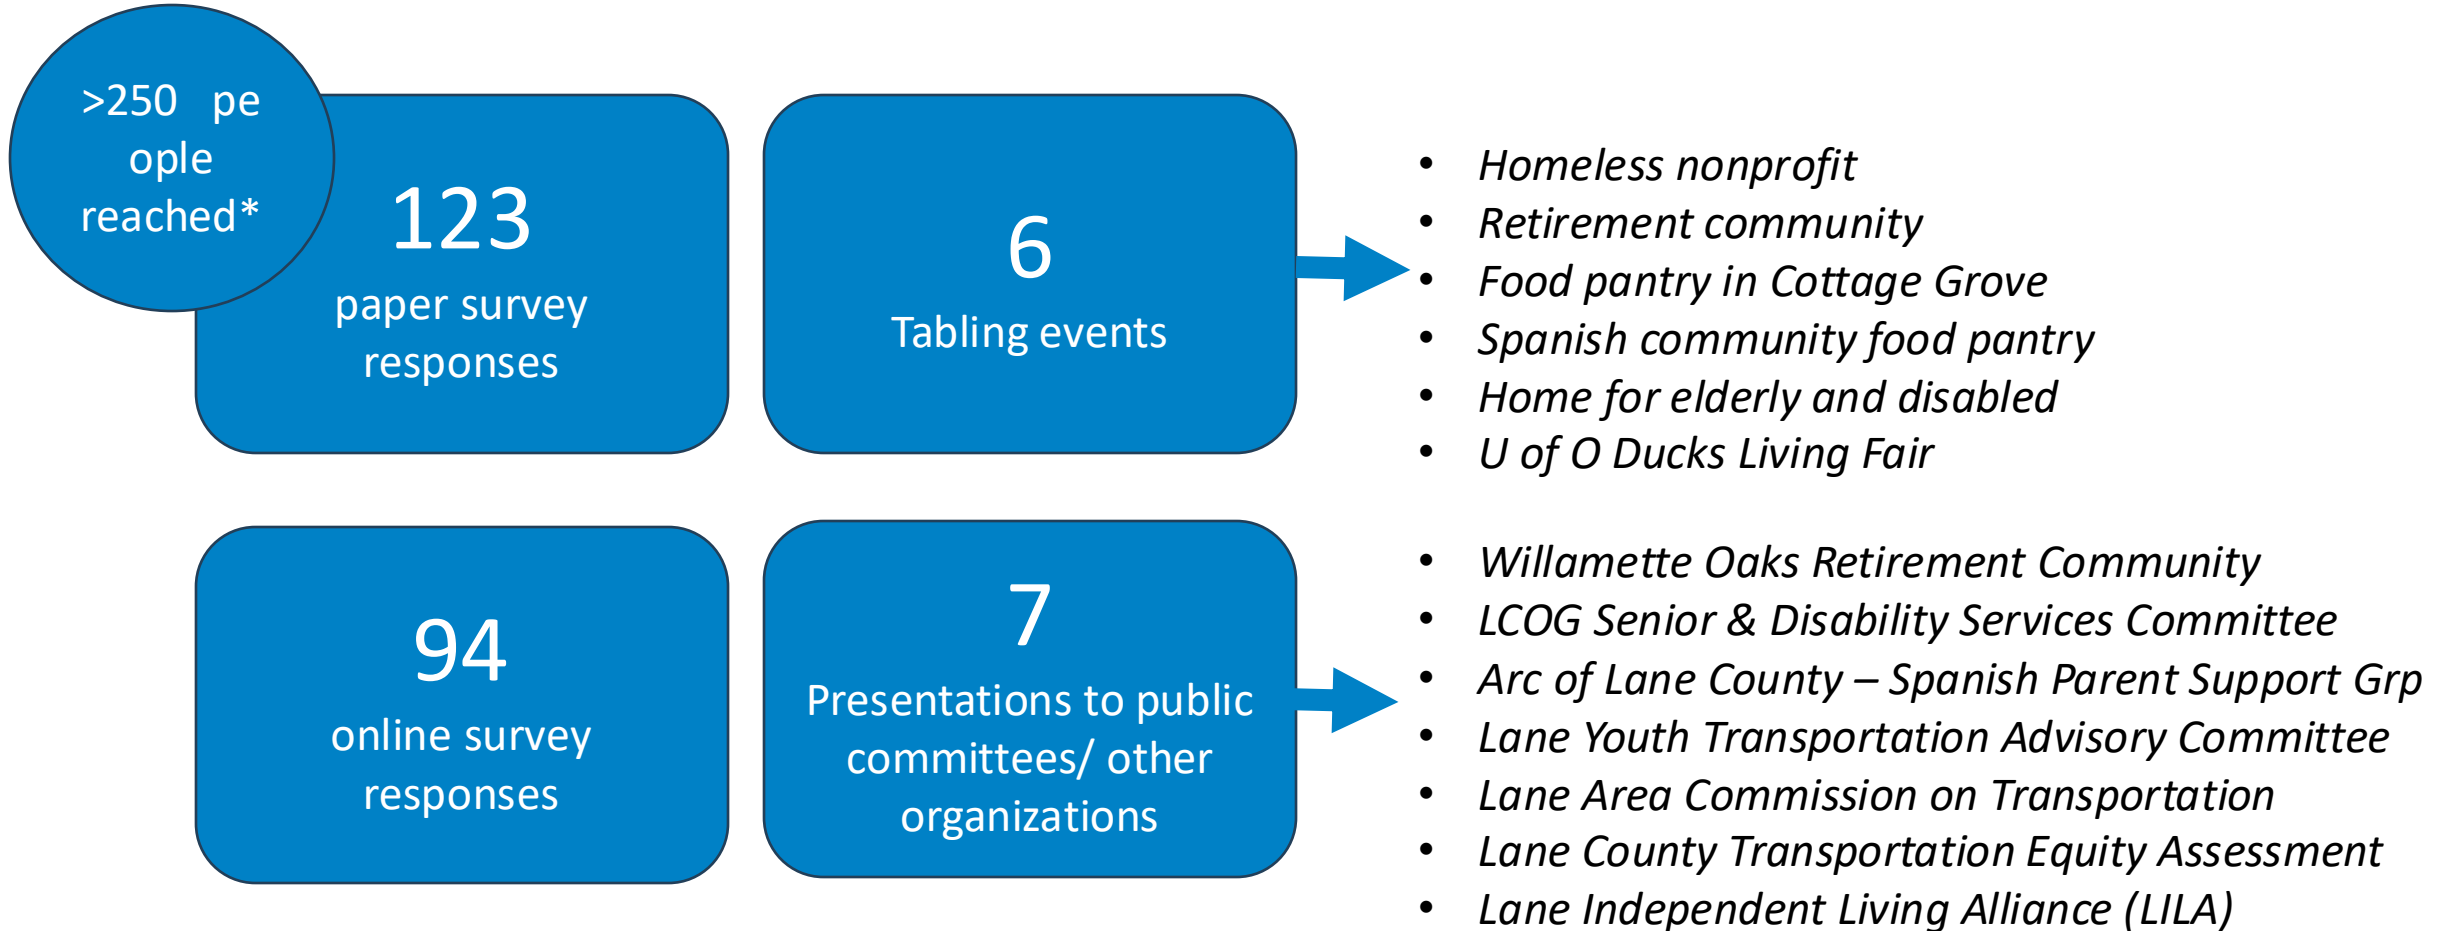 >250 pe
ople
reached*
123
paper survey
responses
6
Tabling events
• Homeless nonprofit
• Retirement community
• Food pantry in Cottage Grove
• Spanish community food pantry
• Home for elderly and disabled
• U of O Ducks Living Fair
94
online survey
responses
7
Presentations to public
committees/ other
organizations
• Willamette Oaks Retirement Community
• LCOG Senior & Disability Services Committee
• Arc of Lane County – Spanish Parent Support Grp
• Lane Youth Transportation Advisory Committee
• Lane Area Commission on Transportation
• Lane County Transportation Equity Assessment
• Lane Independent Living Alliance (LILA)